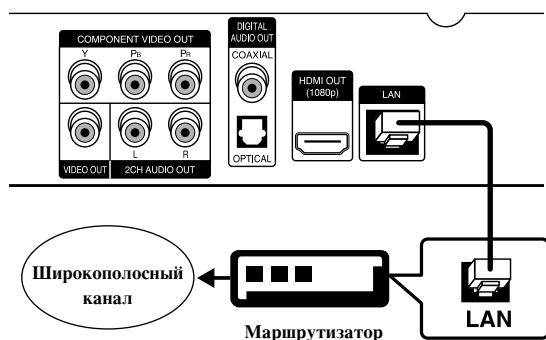 COMPONENT VIDEO OUT
Y PB PR
VIDEO OUT
L R
2CH AUDIO OUT
DIGITAL
AUDIO OUT
COAXIAL
OPTICAL
HDMI OUT
(1080p)
LAN
Широкополосный
канал
Маршрутизатор
LAN